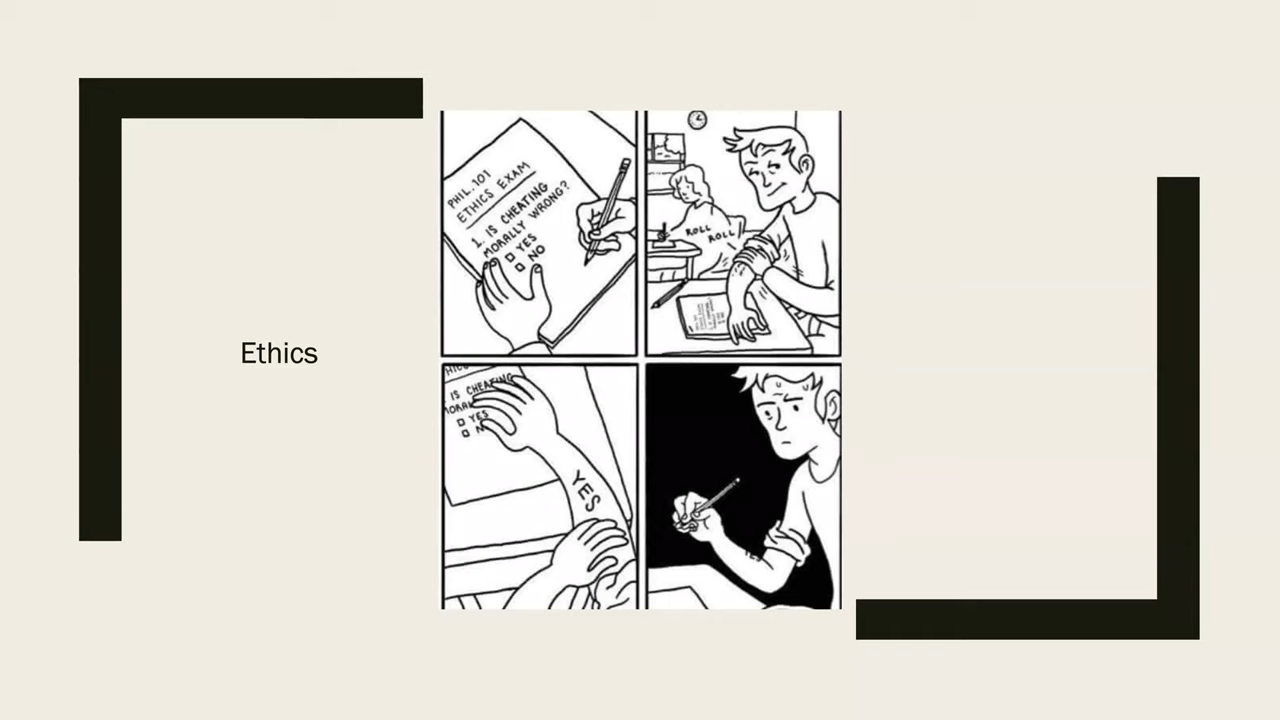 Ethics
PHIL.101
ETHICS EXAM
1. IS CHEATING
MORALLY WRONG?
YES
NO
ROLL
ROLL
IS CHEATING
YES
YES